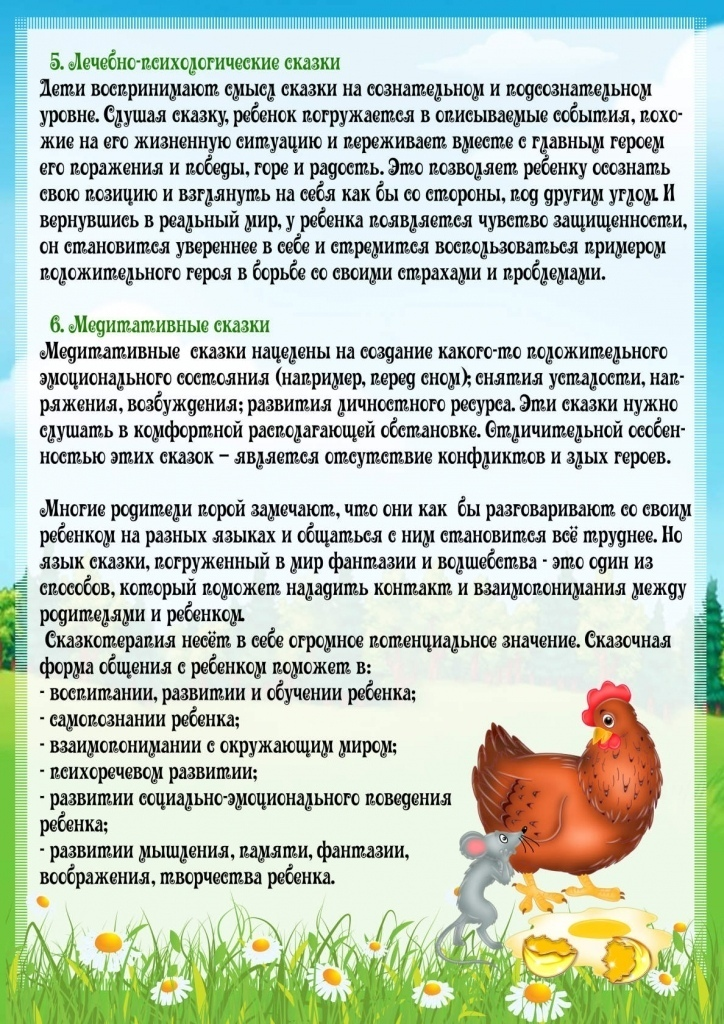 5. Лечебно-психологические сказки
Дети воспринимают смысл сказки на сознательном и подсознательном
уровне. Слушая сказку, ребенок погружается в описываемые события, похо-
жие на его жизненную ситуацию и переживает вместе с главным героем
его поражения и победы, горе и радость. Это позволяет ребенку осознать
свою позицию и взглянуть на себя как бы со стороны, под другим углом. И
вернувшись в реальный мир, у ребенка появляется чувство защищенности,
он становится увереннее в себе и стремится воспользоваться примером
положительного героя в борьбе со своими страхами и проблемами.
6. Медитативные сказки
Медитативные сказки нацелены на создание какого-то положительного
эмоционального состояния (например, перед сном); снятия усталости, нап-
ряжения, возбуждения; развития личностного ресурса. Эти сказки нужно
слушать в комфортной располагающей обстановке. Отличительной особен-
ностью этих сказок – является отсутствие конфликтов и злых героев.
Многие родители порой замечают, что они как бы разговаривают со своим
ребенком на разных языках и общаться с ним становится всё труднее. Но
язык сказки, погруженный в мир фантазии и волшебства - это один из
способов, который поможет наладить контакт и взаимопонимания между
родителями и ребенком.
Сказкотерапия несёт в себе огромное потенциальное значение. Сказочная
форма общения с ребенком поможет в:
- воспитании, развитии и обучении ребенка;
- самопознании ребенка;
- взаимопонимании с окружающим миром;
- психоречевом развитии;
- развитии социально-эмоционального поведения
ребенка;
- развитии мышления, памяти, фантазии,
воображения, творчества ребенка.